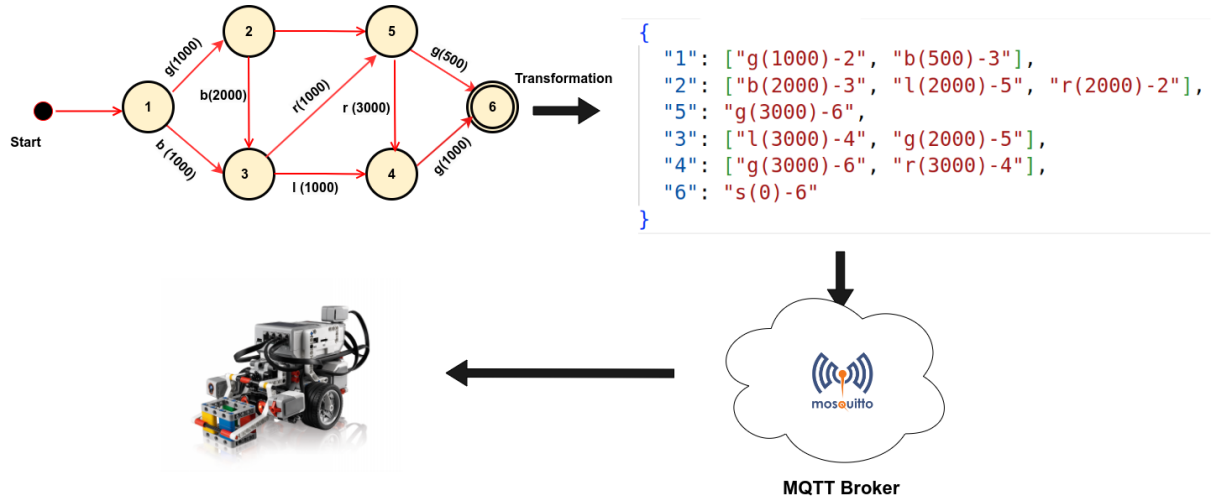 Start
1
2
3
4
5
6
g(1000)
b (1000)
b(2000)
r(1000)
l (1000)
r (3000)
g(500)
g(1000)
Transformation
{
"1": ["g(1000)-2", "b(500)-3"],
"2": ["b(2000)-3", "l(2000)-5", "r(2000)-2"],
"5": "g(3000)-6",
"3": ["l(3000)-4", "g(2000)-5"],
"4": ["g(3000)-6", "r(3000)-4"],
"6": "s(0)-6"
}
mosquitto
MQTT Broker